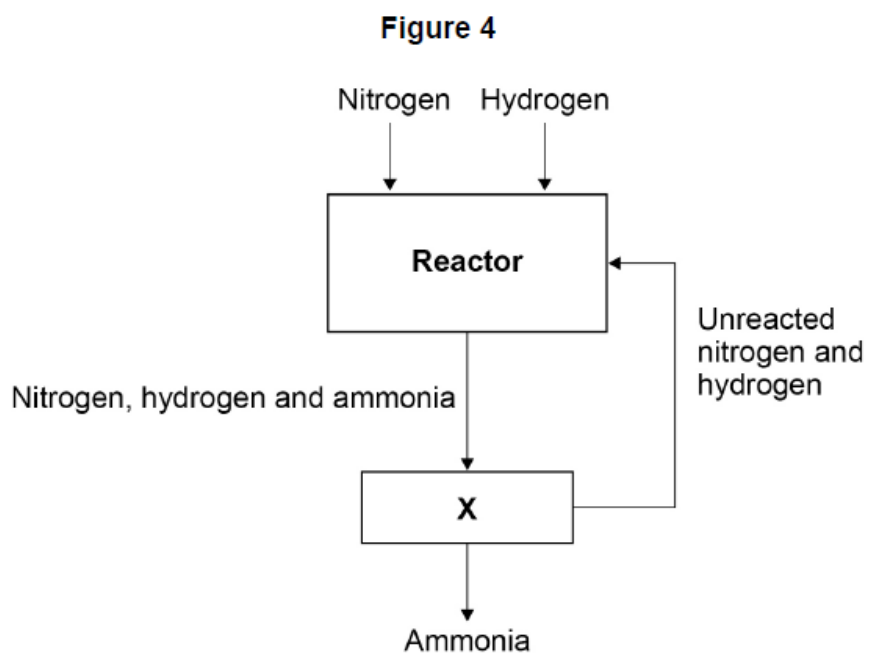 Figure 4
Nitrogen Hydrogen
Reactor
Unreacted
nitrogen and
hydrogen
Nitrogen, hydrogen and ammonia
X
Ammonia